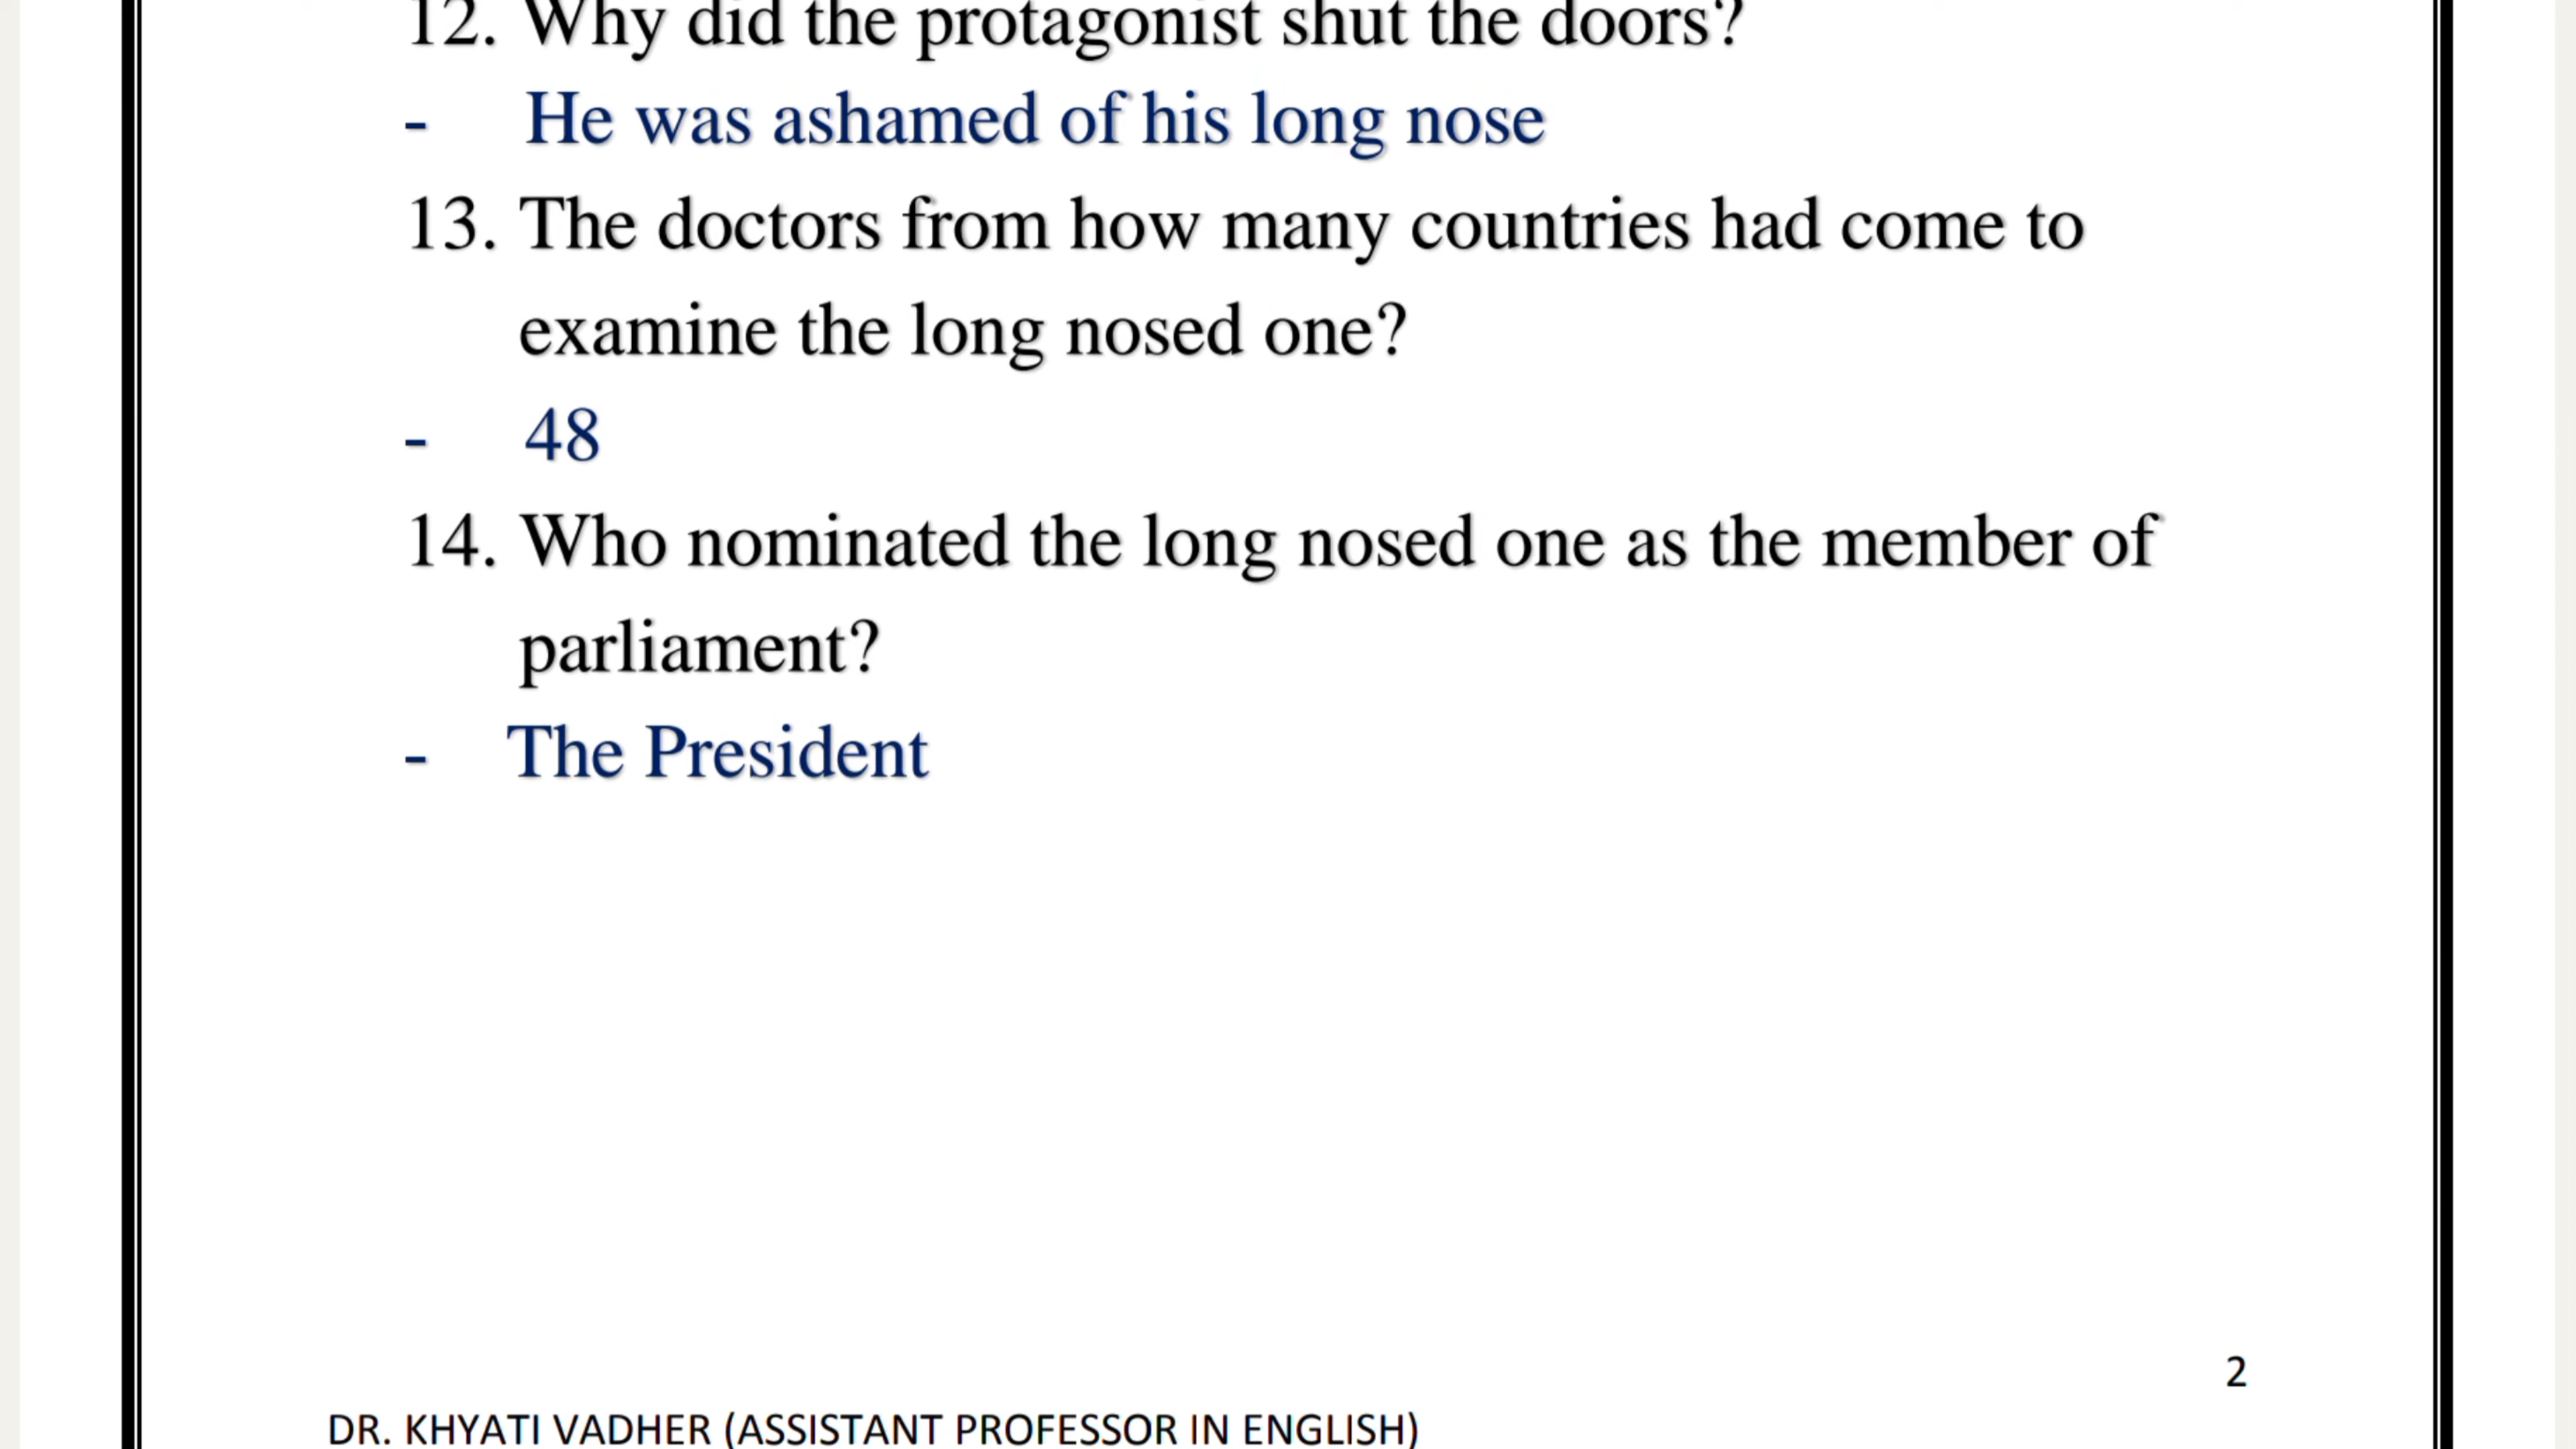 12. Why did the protagonist shut the doors?
- He was ashamed of his long nose
13. The doctors from how many countries had come to
examine the long nosed one?
- 48
14. Who nominated the long nosed one as the member of
parliament?
- The President
2
DR. KHYATI VADHER (ASSISTANT PROFESSOR IN ENGLISH)